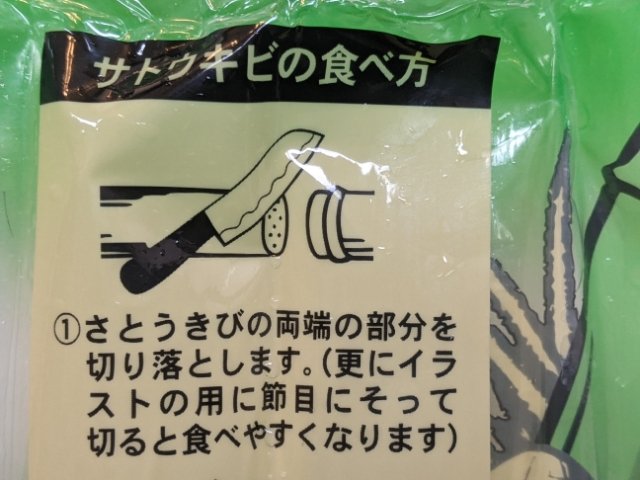 サトウキビの食べ方
①さとうきびの両端の部分を
切り落とします。(更にイラ
ストの用に節目にそって
切ると食べやすくなります)